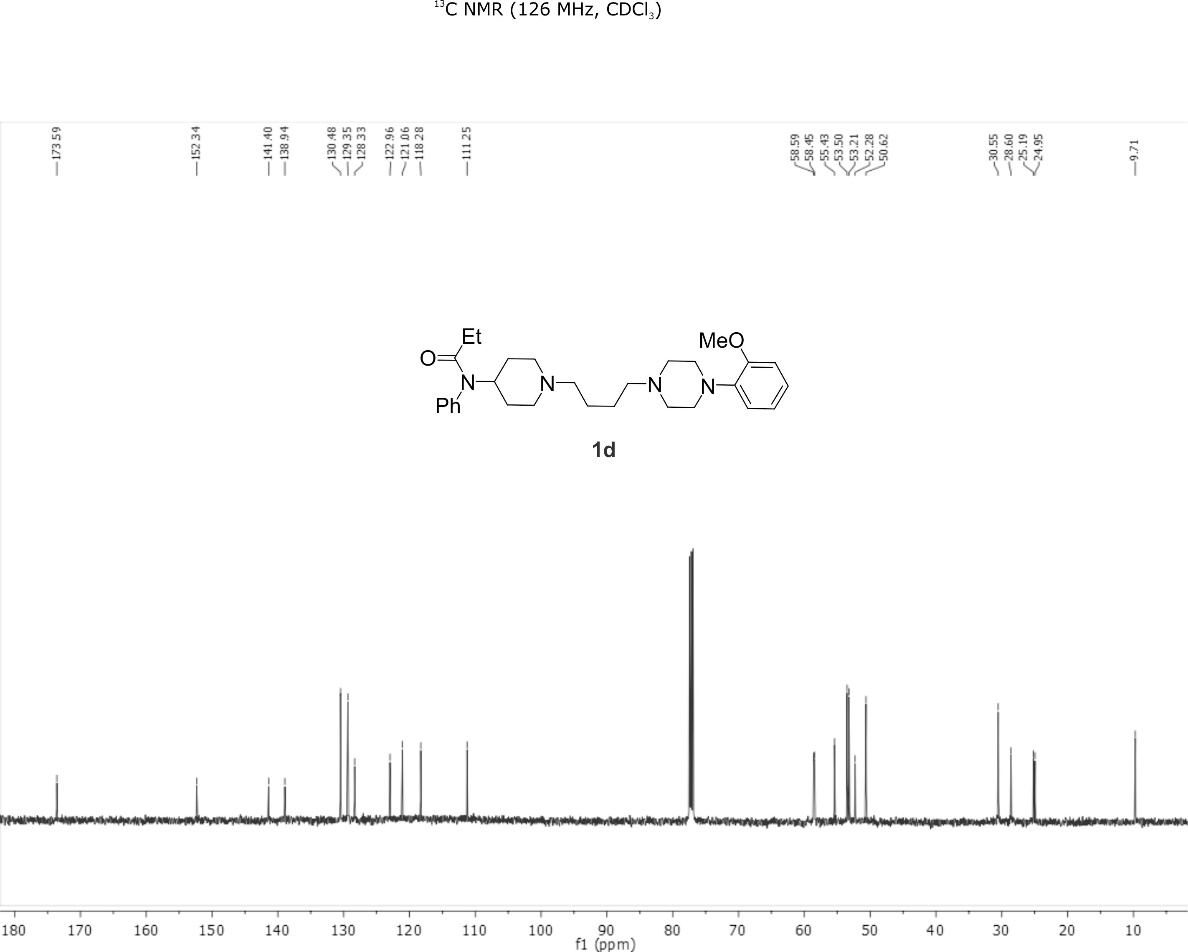 ¹³C NMR (126 MHz, CDCl₃)
173.59
152.34
141.40
138.94
130.48
129.35
128.33
122.96
121.06
118.28
111.25
58.59
58.45
55.43
53.50
53.21
52.28
50.62
30.55
28.60
25.19
24.95
9.71
Et
MeO
O
N
N
N
N
Ph
1d
180 170 160 150 140 130 120 110 100 90 80 70 60 50 40 30 20 10
f1 (ppm)